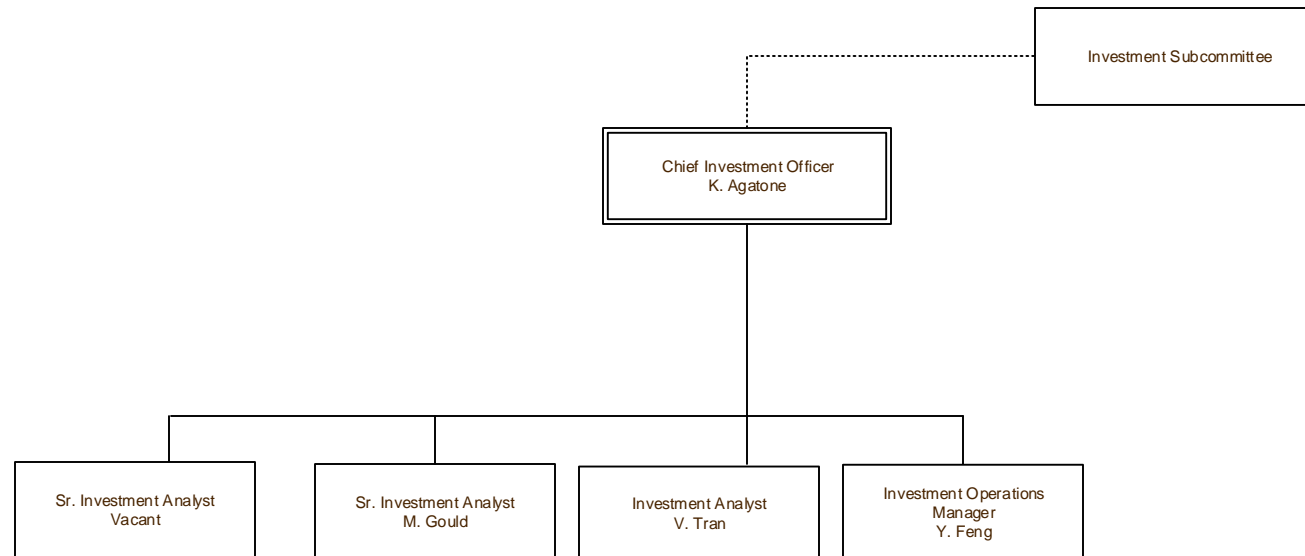 Investment Subcommittee
Chief Investment Officer
K. Agatone
Sr. Investment Analyst
Vacant
Sr. Investment Analyst
M. Gould
Investment Analyst
V. Tran
Investment Operations
Manager
Y. Feng